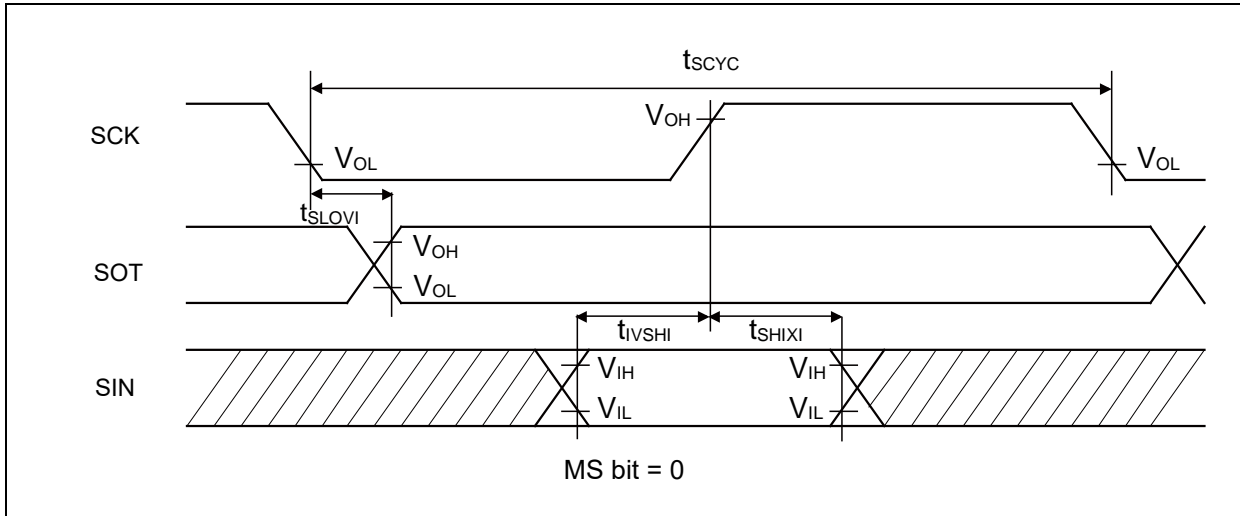 tSCYC
SCK
VOH
VOL
VOL
tSLOVI
SOT
VOH
VOL
tIVSHI
tSHIXI
SIN
VIH
VIH
VIL
VIL
MS bit = 0